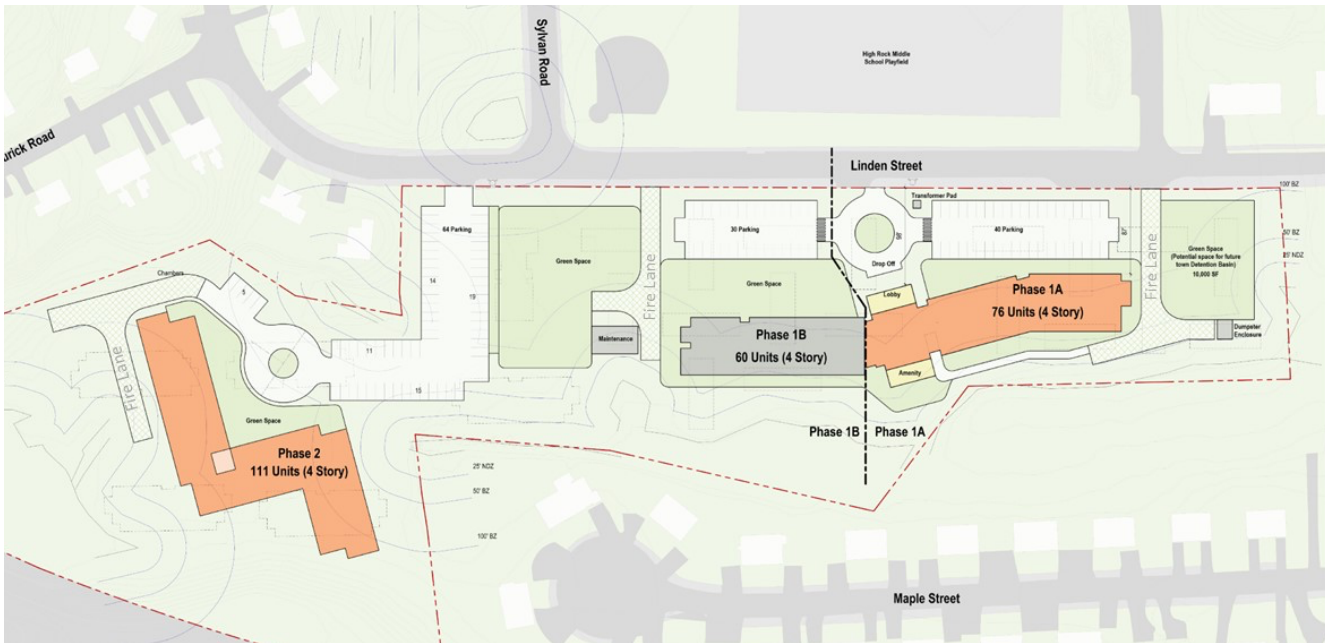 Sylvan Road
High Rock Middle
School Playfield
urick Road
Linden Street
Transformer Pad
100' BZ
50' BZ
25' NDZ
64 Parking
30 Parking
40 Parking
Drop Off
Fire Lane
Green Space
(Potential space for future
town Detention Basin)
10,000 SF
Green Space
Green Space
Fire Lane
Chambers
5
14
19
11
15
Lobby
Phase 1A
76 Units (4 Story)
Phase 1B
60 Units (4 Story)
Maintenance
Amenity
Dumpster
Enclosure
Fire Lane
Green Space
Phase 2
111 Units (4 Story)
Phase 1B
Phase 1A
25' NDZ
50' BZ
100' BZ
Maple Street